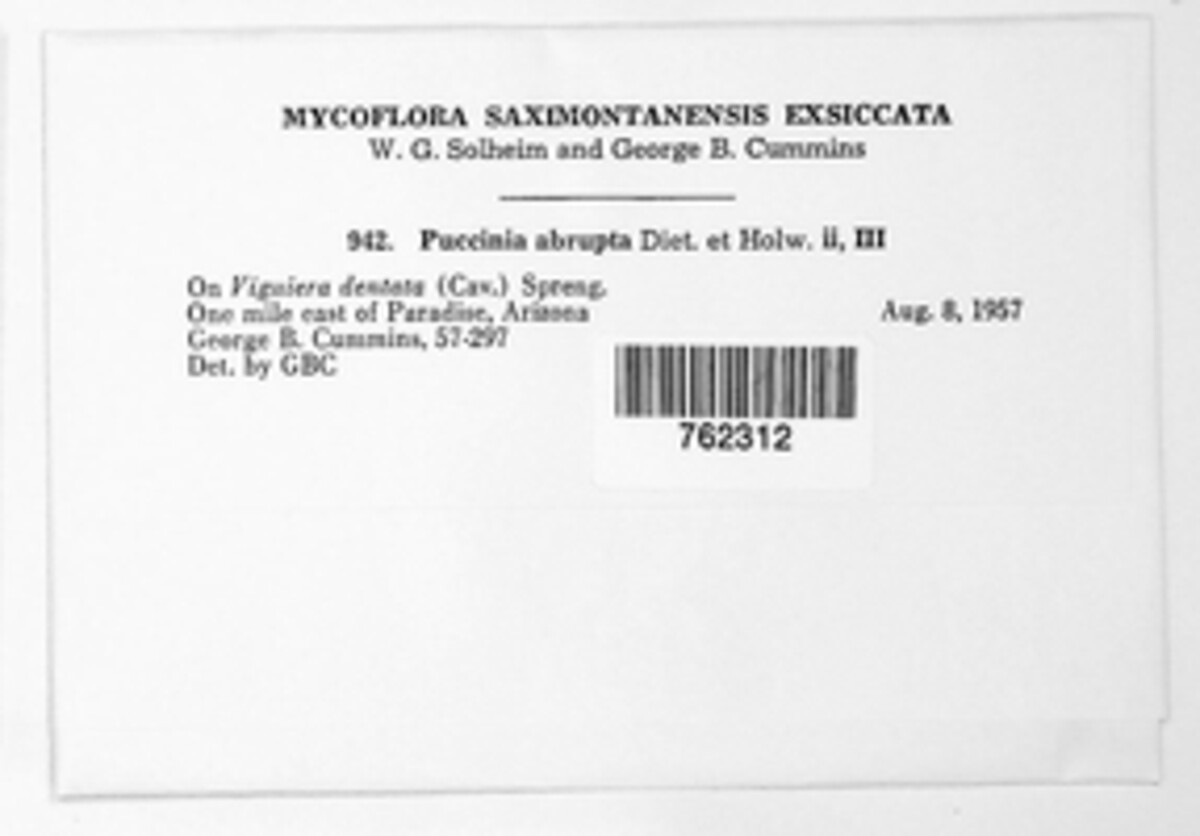 MYCOFLORA SAXIMONTANENSIS EXSICCATA
W. G. Solheim and George B. Cummins
942. Puccinia abrupta Diet. et Holw. ii, III
On Viguiera dentata (Cav.) Spreng.
One mile east of Paradise, Arizona Aug. 8, 1957
George B. Cummins, 57-297
Det. by GBC
762312